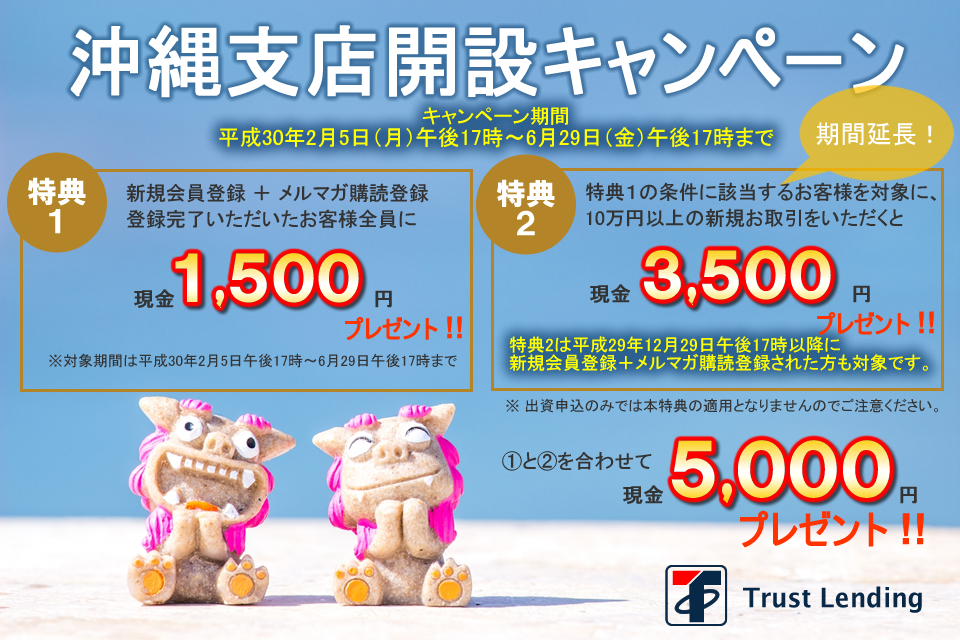 沖縄支店開設キャンペーン
キャンペーン期間
平成30年2月5日(月)午後17時~6月29日(金)午後17時まで
期間延長!
特典
1
新規会員登録 + メルマガ購読登録
登録完了いただいたお客様全員に
現金1,500円
プレゼント!!
※対象期間は平成30年2月5日午後17時~6月29日午後17時まで
特典
2
特典1の条件に該当するお客様を対象に、
10万円以上の新規お取引をいただくと
現金3,500円
プレゼント!!
特典2は平成29年12月29日午後17時以降に
新規会員登録+メルマガ購読登録された方も対象です。
※ 出資申込のみでは本特典の適用となりませんのでご注意ください。
①と②を合わせて
現金5,000円
プレゼント!!
Trust Lending